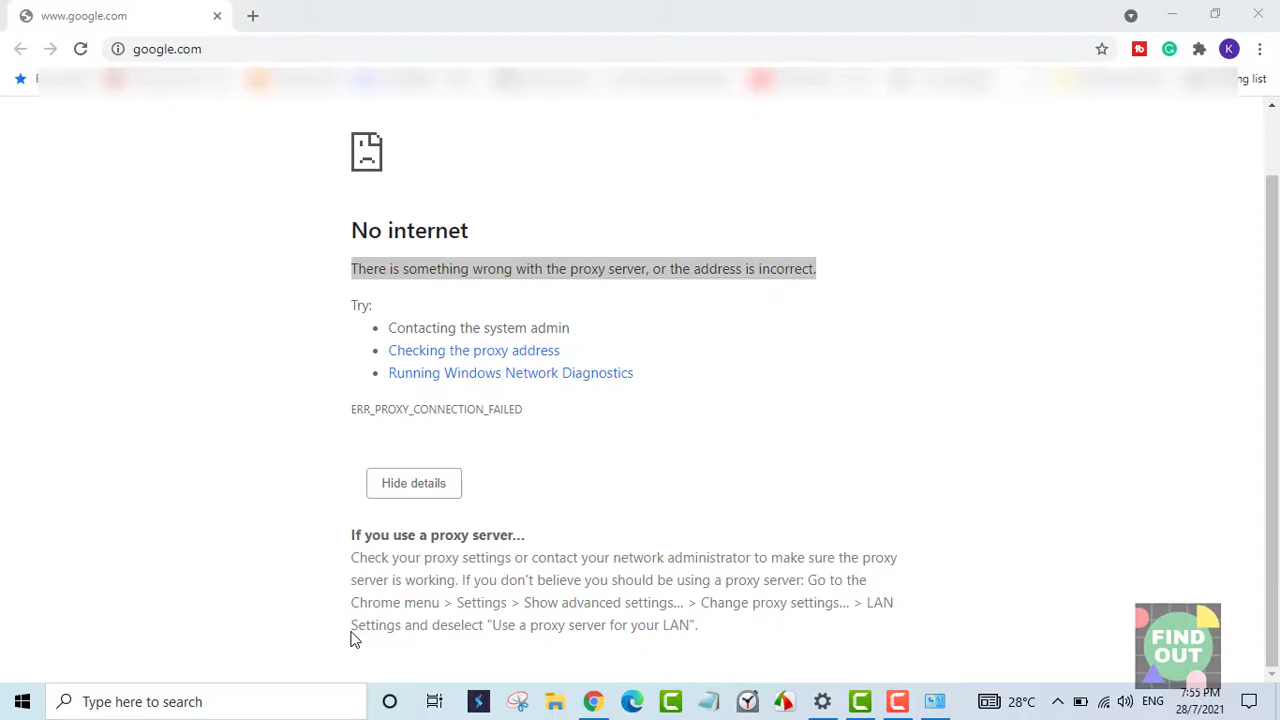 www.google.com
google.com
K
ng list
No internet
There is something wrong with the proxy server, or the address is incorrect.
Try:
Contacting the system admin
Checking the proxy address
Running Windows Network Diagnostics
ERR_PROXY_CONNECTION_FAILED
Hide details
If you use a proxy server...
Check your proxy settings or contact your network administrator to make sure the proxy
server is working. If you don't believe you should be using a proxy server: Go to the
Chrome menu > Settings > Show advanced settings... > Change proxy settings... > LAN
Settings and deselect "Use a proxy server for your LAN".
FIND
OUT
Type here to search
28°C
ENG
7:55 PM
28/7/2021